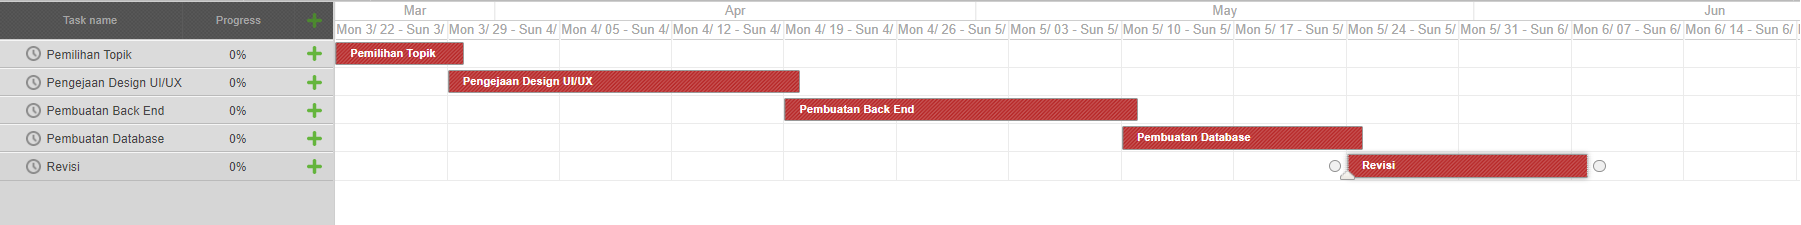 Task name Progress
Mar Apr May Jun
Mon 3/ 22 - Sun 3/ Mon 3/ 29 - Sun 4/ Mon 4/ 05 - Sun 4/ Mon 4/ 12 - Sun 4/ Mon 4/ 19 - Sun 4/ Mon 4/ 26 - Sun 5/ Mon 5/ 03 - Sun 5/ Mon 5/ 10 - Sun 5/ Mon 5/ 17 - Sun 5/ Mon 5/ 24 - Sun 5/ Mon 5/ 31 - Sun 6/ Mon 6/ 07 - Sun 6/ Mon 6/ 14 - Sun 6/
Pemilihan Topik 0% Pemilihan Topik
Pengejaan Design UI/UX 0% Pengejaan Design UI/UX
Pembuatan Back End 0% Pembuatan Back End
Pembuatan Database 0% Pembuatan Database
Revisi 0% Revisi